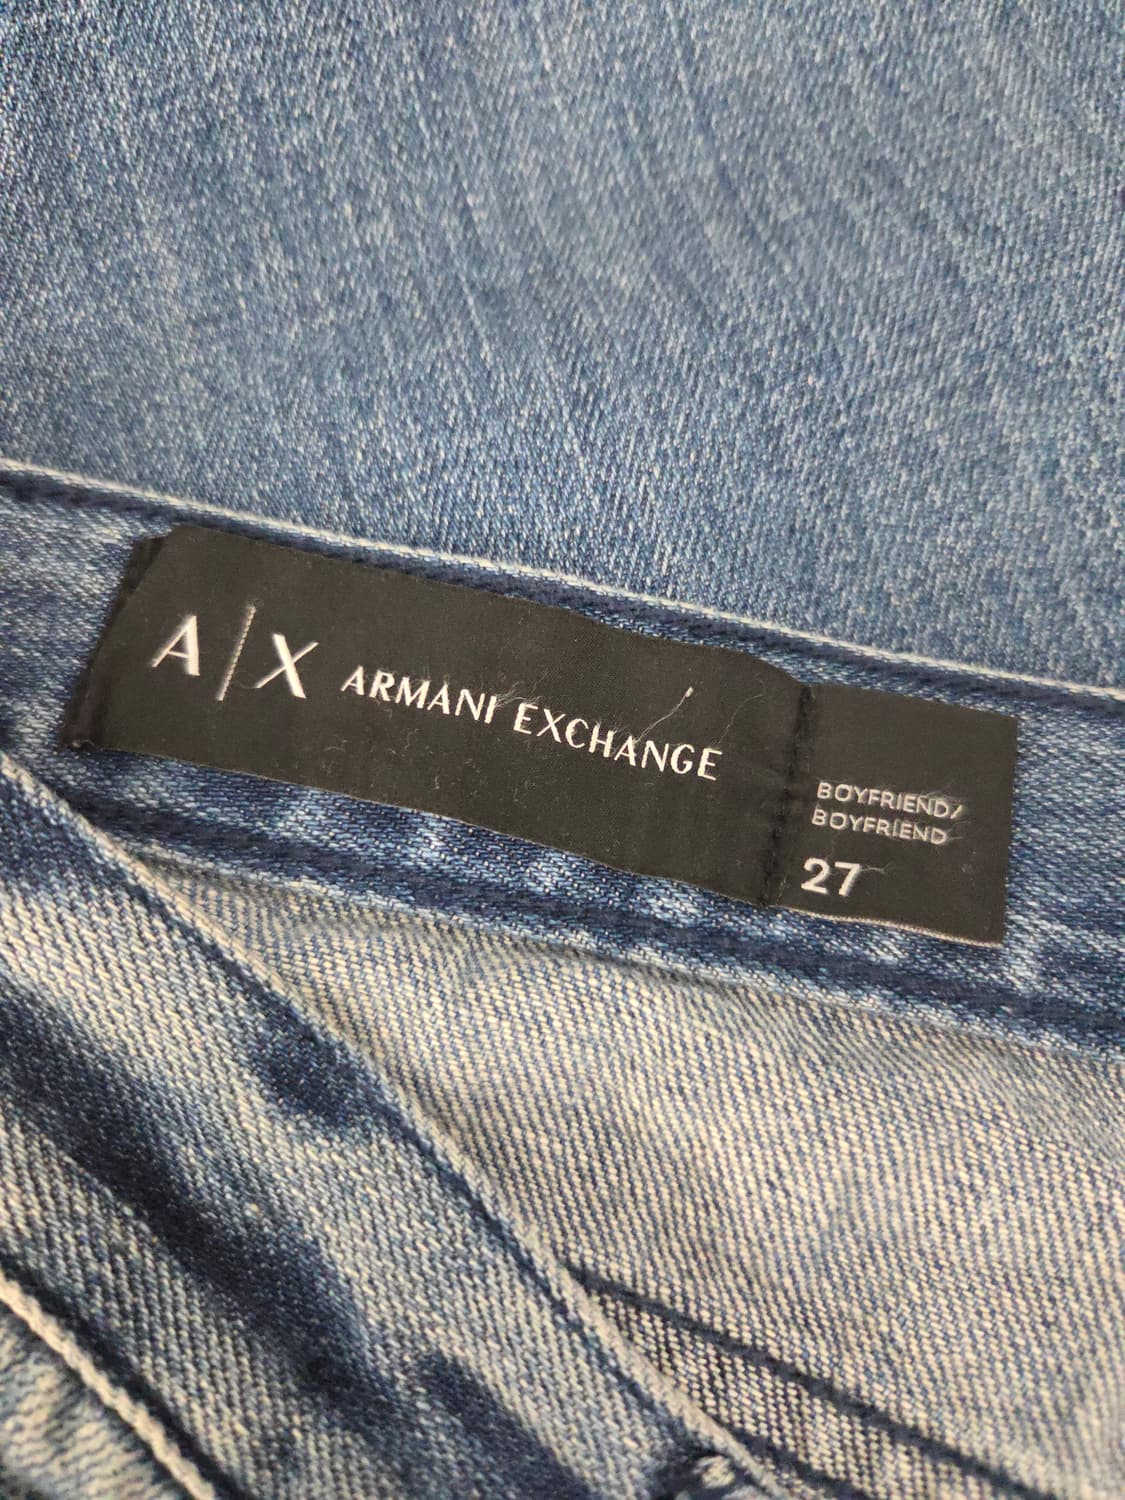 A|X ARMANI EXCHANGE
BOYFRIEND/
BOYFRIEND
27